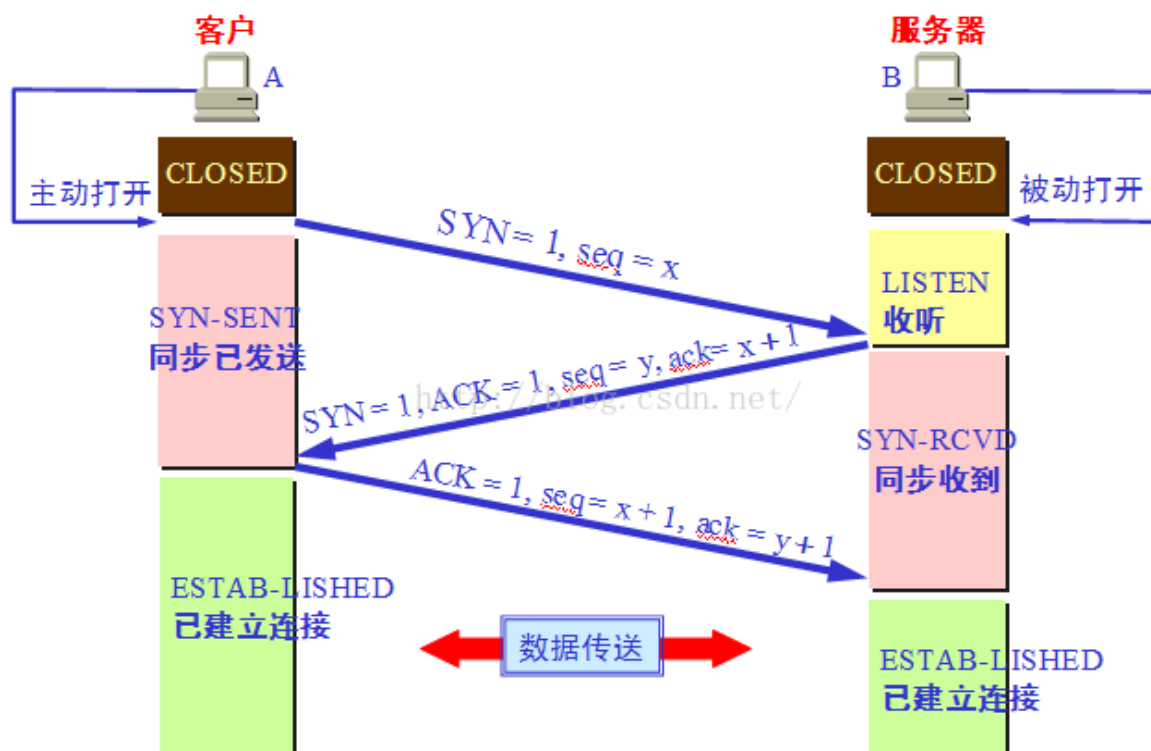 客户
服务器
A
B
CLOSED
CLOSED
主动打开
被动打开
SYN = 1, seq = x
LISTEN
收听
SYN-SENT
同步已发送
SYN = 1, ACK = 1, seq = y, ack= x + 1
http://blog.csdn.net/
SYN-RCVD
同步收到
ACK = 1, seq = x + 1, ack = y + 1
ESTAB-LISHED
已建立连接
数据传送
ESTAB-LISHED
已建立连接